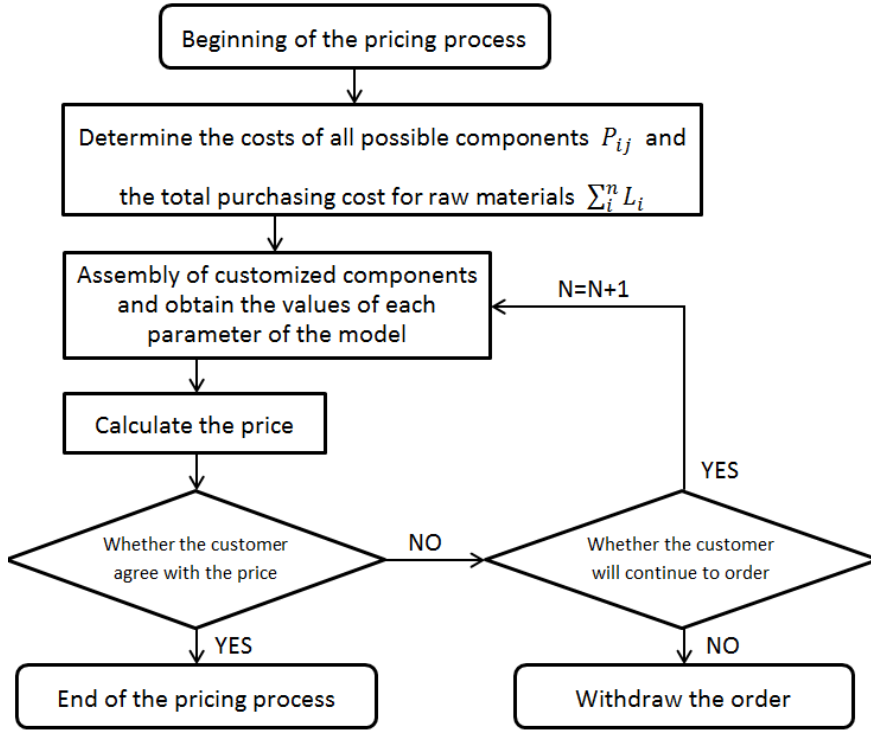 Beginning of the pricing process
Determine the costs of all possible components P_{ij} and
the total purchasing cost for raw materials ∑_i^n L_i
Assembly of customized components
and obtain the values of each
parameter of the model
N=N+1
Calculate the price
YES
Whether the customer
agree with the price
NO
Whether the customer
will continue to order
YES
NO
End of the pricing process
Withdraw the order